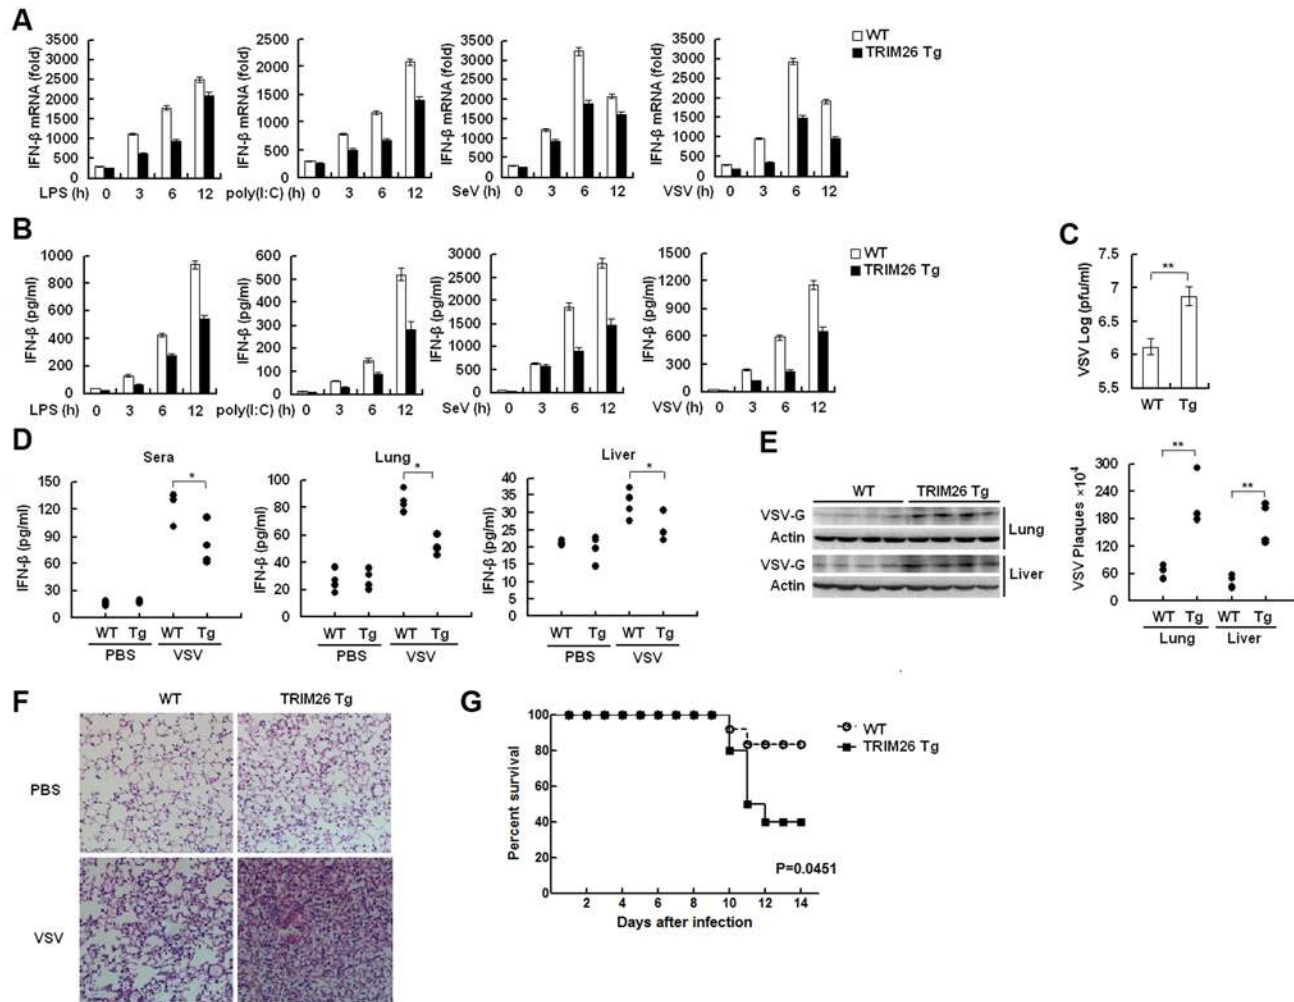 A
IFN-β mRNA (fold)
3500
3000
2500
2000
1500
1000
500
0
LPS (h) 0 3 6 12
IFN-β mRNA (fold)
2500
2000
1500
1000
500
0
poly(I:C) (h) 0 3 6 12
IFN-β mRNA (fold)
3500
3000
2500
2000
1500
1000
500
0
SeV (h) 0 3 6 12
IFN-β mRNA (fold)
3500
3000
2500
2000
1500
1000
500
0
VSV (h) 0 3 6 12
WT
TRIM26 Tg
B
IFN-β (pg/ml)
1000
800
600
400
200
0
LPS (h) 0 3 6 12
IFN-β (pg/ml)
600
500
400
300
200
100
0
poly(I:C) (h) 0 3 6 12
IFN-β (pg/ml)
3000
2500
2000
1500
1000
500
0
SeV (h) 0 3 6 12
IFN-β (pg/ml)
1500
1200
900
600
300
0
VSV (h) 0 3 6 12
WT
TRIM26 Tg
C
VSV Log (pfu/ml)
7.5
7
6.5
6
5.5
**
WT Tg
D
Sera
IFN-β (pg/ml)
150
120
90
60
30
0
*
WT Tg WT Tg
PBS VSV
Lung
IFN-β (pg/ml)
100
80
60
40
20
0
*
WT Tg WT Tg
PBS VSV
Liver
IFN-β (pg/ml)
40
35
30
25
20
15
10
5
0
*
WT Tg WT Tg
PBS VSV
E
WT TRIM26 Tg
VSV-G
Actin
Lung
VSV-G
Actin
Liver
VSV Plaques ×10⁴
300
240
180
120
60
0
**
**
WT Tg WT Tg
Lung Liver
F
WT TRIM26 Tg
PBS
VSV
G
Percent survival
100
80
60
40
20
0
2 4 6 8 10 12 14
Days after infection
P=0.0451
WT
TRIM26 Tg